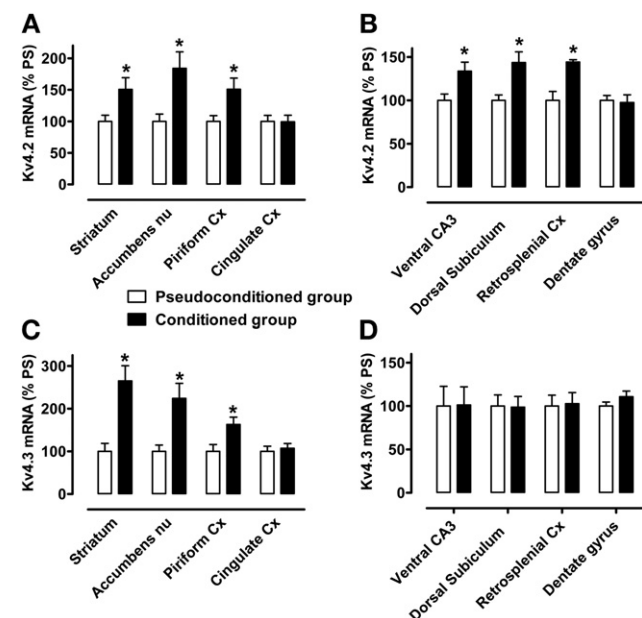 A
Kv4.2 mRNA (% PS)
200
150
100
50
0
* * *
Striatum
Accumbens nu
Piriform Cx
Cingulate Cx
B
Kv4.2 mRNA (% PS)
150
100
50
0
* * *
Ventral CA3
Dorsal Subiculum
Retrosplenial Cx
Dentate gyrus
Pseudoconditioned group
Conditioned group
C
Kv4.3 mRNA (% PS)
300
200
100
0
* * *
Striatum
Accumbens nu
Piriform Cx
Cingulate Cx
D
Kv4.3 mRNA (% PS)
150
100
50
0
Ventral CA3
Dorsal Subiculum
Retrosplenial Cx
Dentate gyrus